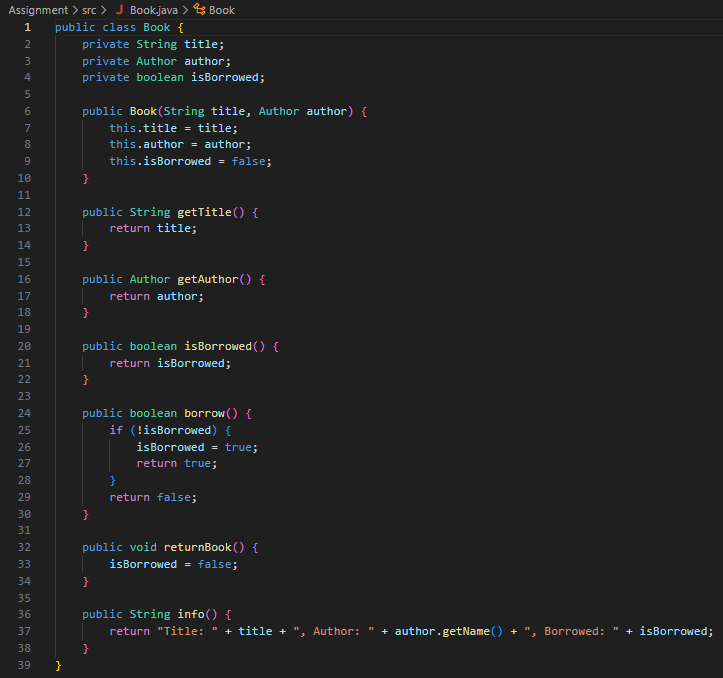 Assignment > src > J Book.java > Book
1 public class Book {
2     private String title;
3     private Author author;
4     private boolean isBorrowed;
5
6     public Book(String title, Author author) {
7         this.title = title;
8         this.author = author;
9         this.isBorrowed = false;
10     }
11
12     public String getTitle() {
13         return title;
14     }
15
16     public Author getAuthor() {
17         return author;
18     }
19
20     public boolean isBorrowed() {
21         return isBorrowed;
22     }
23
24     public boolean borrow() {
25         if (!isBorrowed) {
26             isBorrowed = true;
27             return true;
28         }
29         return false;
30     }
31
32     public void returnBook() {
33         isBorrowed = false;
34     }
35
36     public String info() {
37         return "Title: " + title + ", Author: " + author.getName() + ", Borrowed: " + isBorrowed;
38     }
39 }